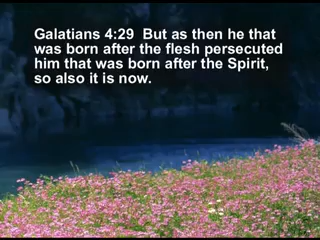 Galatians 4:29  But as then he that
was born after the flesh persecuted
him that was born after the Spirit,
so also it is now.